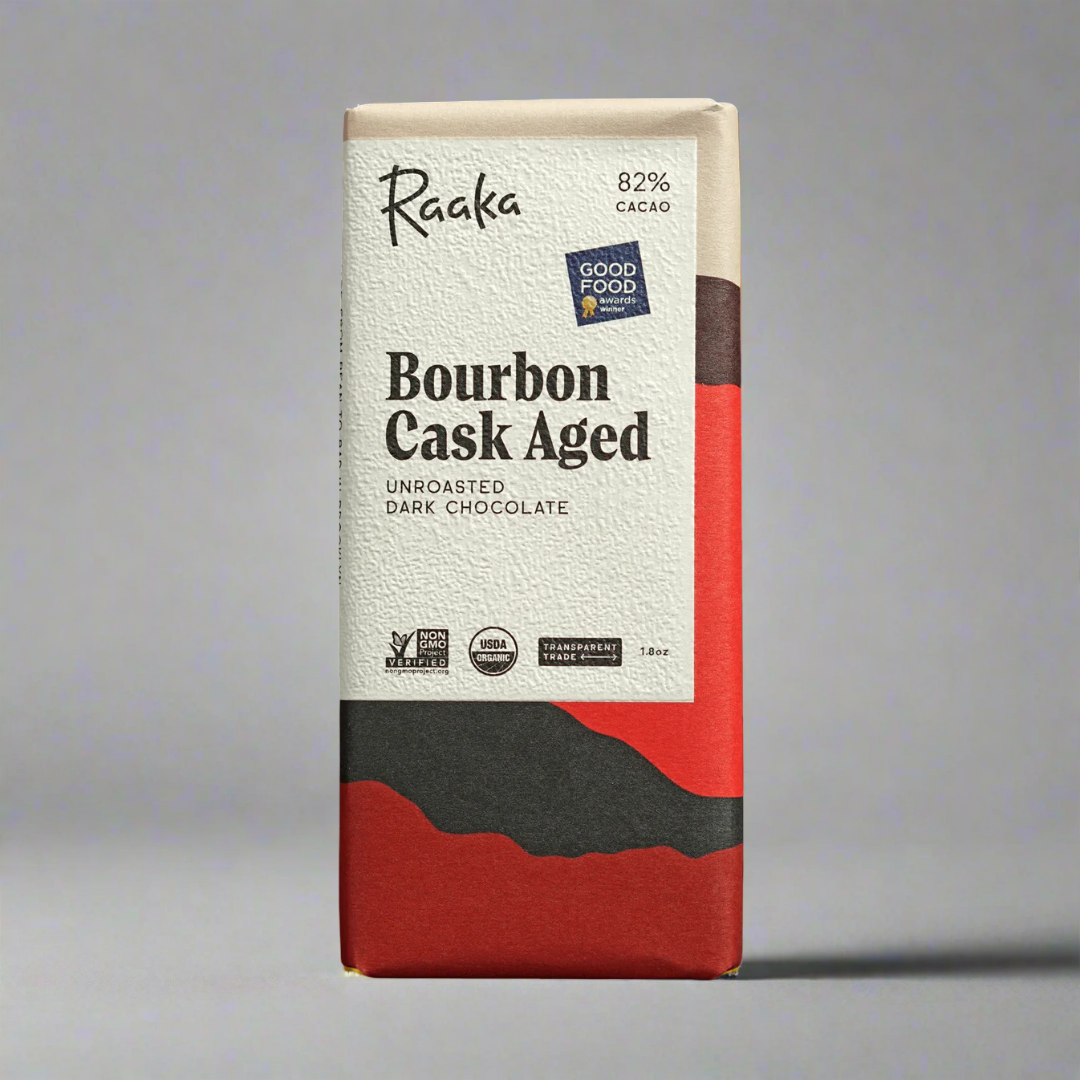 Raaka
82%
CACAO
GOOD
FOOD
awards
winner
Bourbon
Cask Aged
UNROASTED
DARK CHOCOLATE
NON
GMO
Project
VERIFIED
nongmoproject.org
USDA
ORGANIC
TRANSPARENT
TRADE
1.8oz